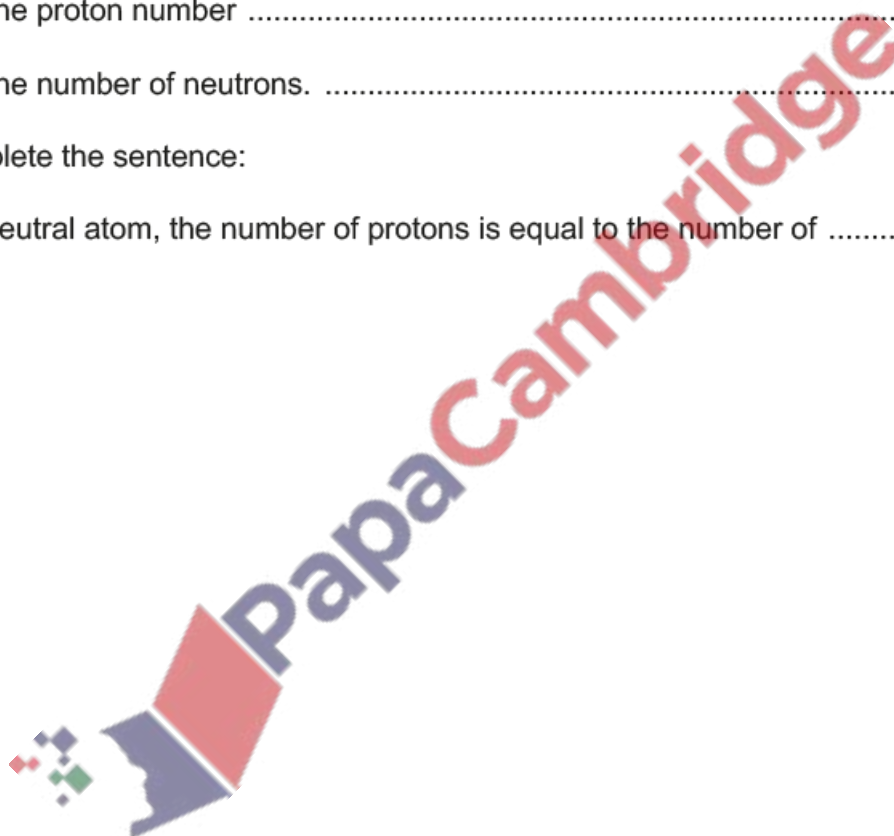 he proton number ................................................................................
he number of neutrons. ...................................................................
lete the sentence:
eutral atom, the number of protons is equal to the number of ........
PapaCambridge